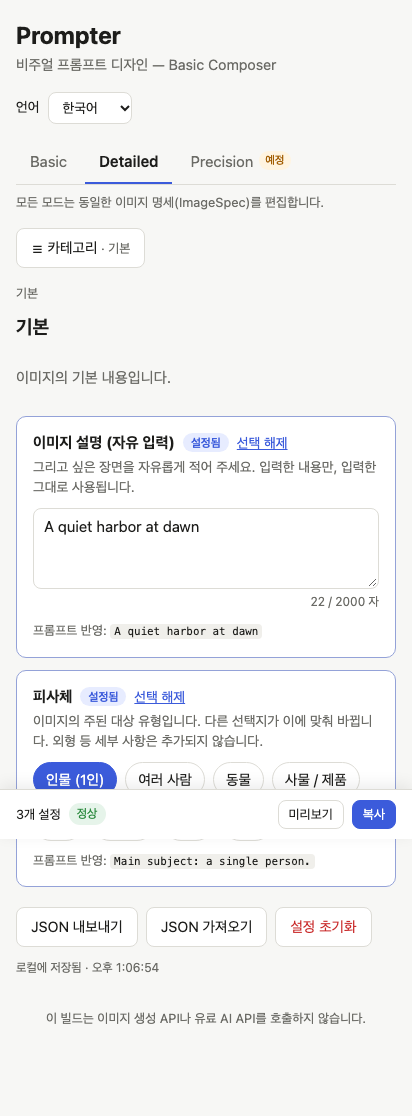 Prompter
비주얼 프롬프트 디자인 — Basic Composer
언어 한국어
Basic Detailed Precision 예정
모든 모드는 동일한 이미지 명세(ImageSpec)를 편집합니다.
≡ 카테고리 · 기본
기본
기본
이미지의 기본 내용입니다.
이미지 설명 (자유 입력) 설정됨 선택 해제
그리고 싶은 장면을 자유롭게 적어 주세요. 입력한 내용만, 입력한
그대로 사용됩니다.
A quiet harbor at dawn
22 / 2000 자
프롬프트 반영: A quiet harbor at dawn
피사체 설정됨 선택 해제
이미지의 주된 대상 유형입니다. 다른 선택지가 이에 맞춰 바뀝니
다. 외형 등 세부 사항은 추가되지 않습니다.
인물 (1인) 여러 사람 동물 사물 / 제품
3개 설정 정상 미리보기 복사
프롬프트 반영: Main subject: a single person.
JSON 내보내기 JSON 가져오기 설정 초기화
로컬에 저장됨 · 오후 1:06:54
이 빌드는 이미지 생성 API나 유료 AI API를 호출하지 않습니다.